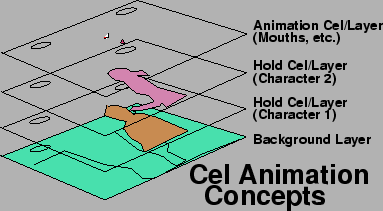 Animation Cel/Layer
(Mouths, etc.)
Hold Cel/Layer
(Character 2)
Hold Cel/Layer
(Character 1)
Background Layer
Cel Animation
Concepts